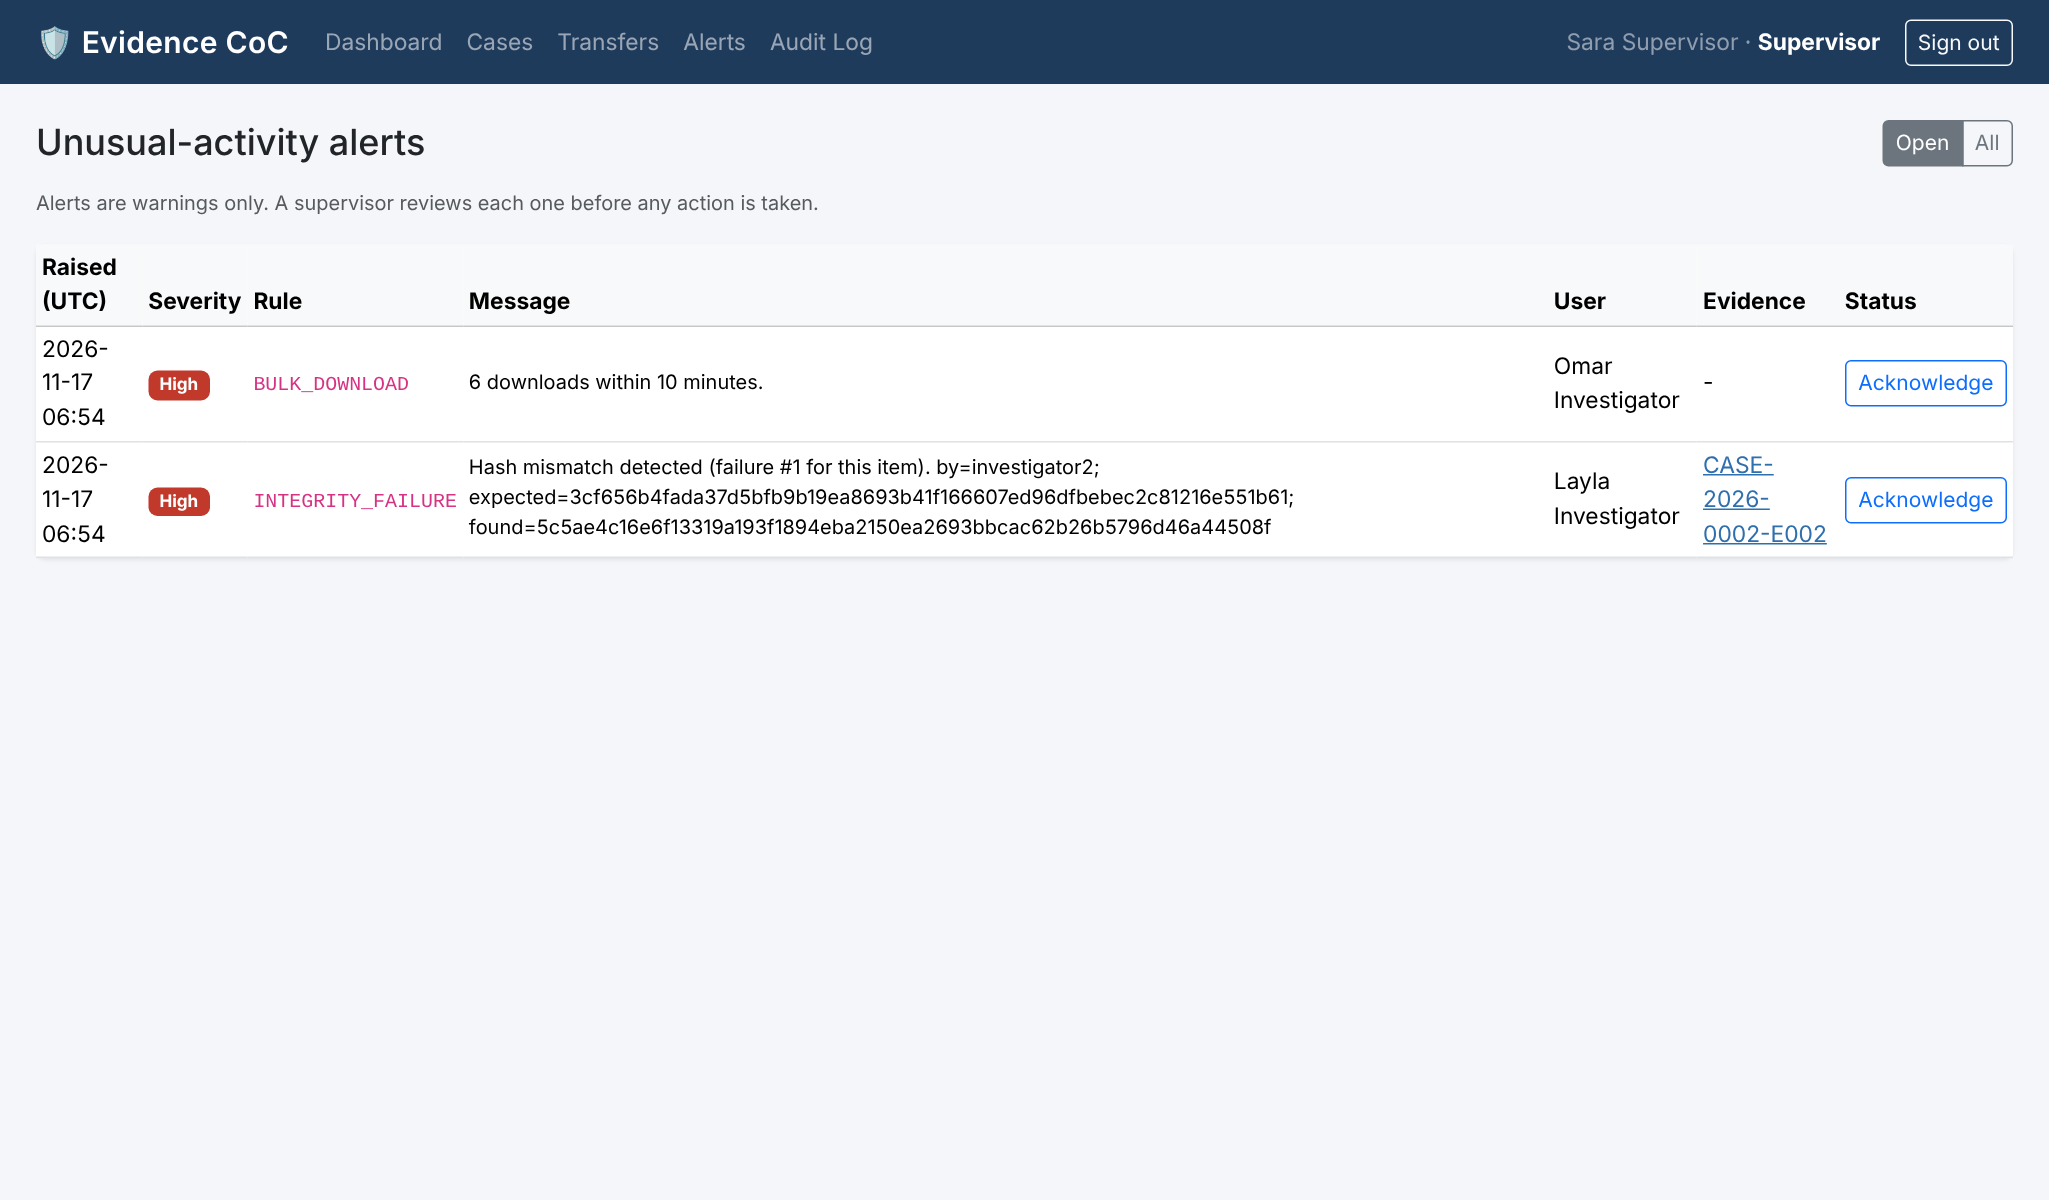 Evidence CoC Dashboard Cases Transfers Alerts Audit Log Sara Supervisor · Supervisor Sign out
Unusual-activity alerts
Open All
Alerts are warnings only. A supervisor reviews each one before any action is taken.
Raised (UTC) Severity Rule Message User Evidence Status
2026-11-17 06:54 High BULK_DOWNLOAD 6 downloads within 10 minutes. Omar Investigator - Acknowledge
2026-11-17 06:54 High INTEGRITY_FAILURE Hash mismatch detected (failure #1 for this item). by=investigator2;
expected=3cf656b4fada37d5bfb9b19ea8693b41f166607ed96dfbebec2c81216e551b61;
found=5c5ae4c16e6f13319a193f1894eba2150ea2693bbcac62b26b5796d46a44508f
Layla Investigator CASE-2026-0002-E002 Acknowledge